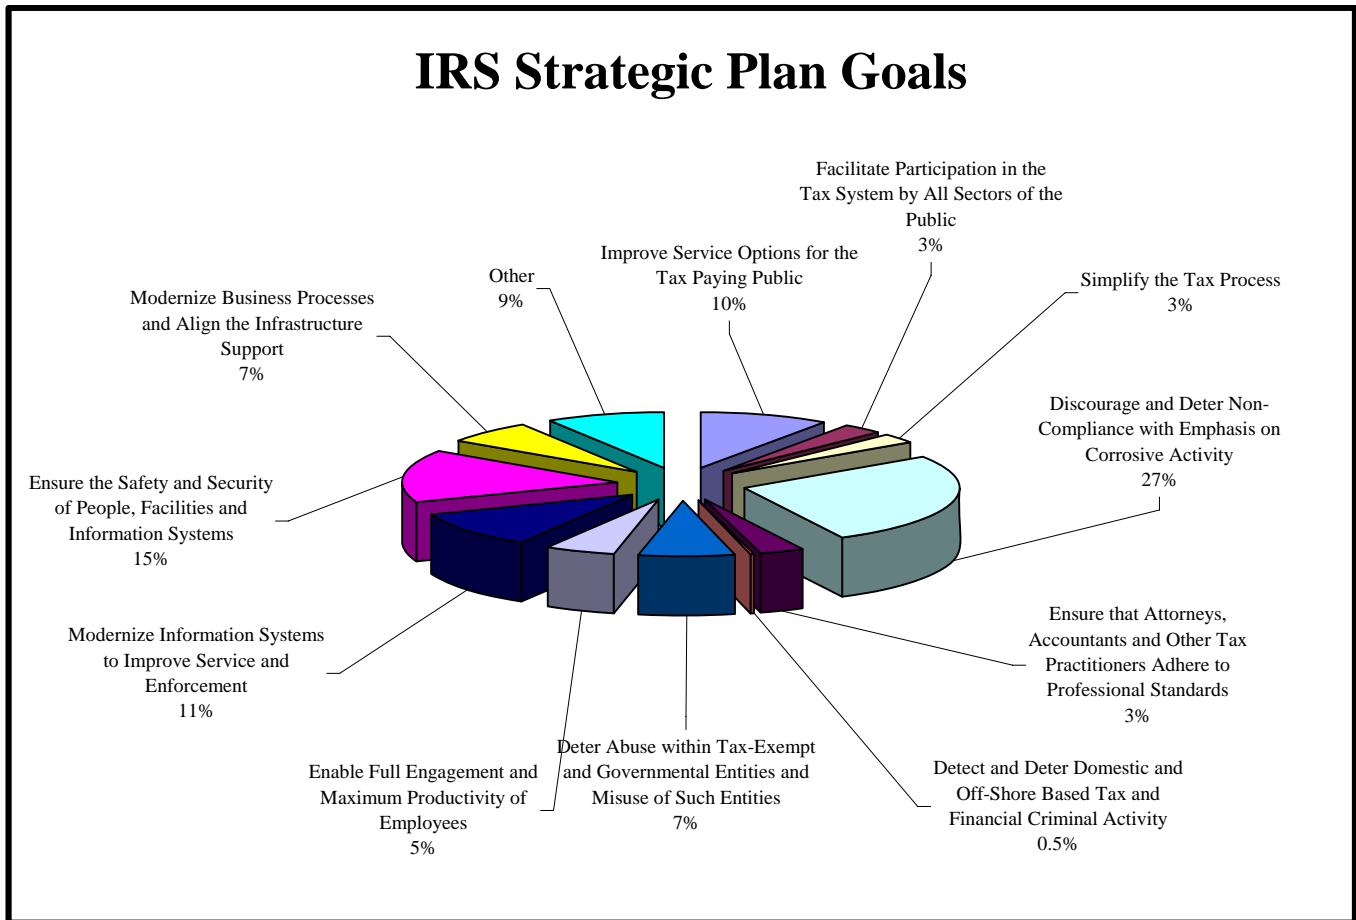 IRS Strategic Plan Goals
Facilitate Participation in the
Tax System by All Sectors of the
Public
3%
Improve Service Options for the
Tax Paying Public
10%
Other
9%
Simplify the Tax Process
3%
Modernize Business Processes
and Align the Infrastructure
Support
7%
Discourage and Deter Non-
Compliance with Emphasis on
Corrosive Activity
27%
Ensure the Safety and Security
of People, Facilities and
Information Systems
15%
Ensure that Attorneys,
Accountants and Other Tax
Practitioners Adhere to
Professional Standards
3%
Modernize Information Systems
to Improve Service and
Enforcement
11%
Deter Abuse within Tax-Exempt
and Governmental Entities and
Misuse of Such Entities
7%
Enable Full Engagement and
Maximum Productivity of
Employees
5%
Detect and Deter Domestic and
Off-Shore Based Tax and
Financial Criminal Activity
0.5%